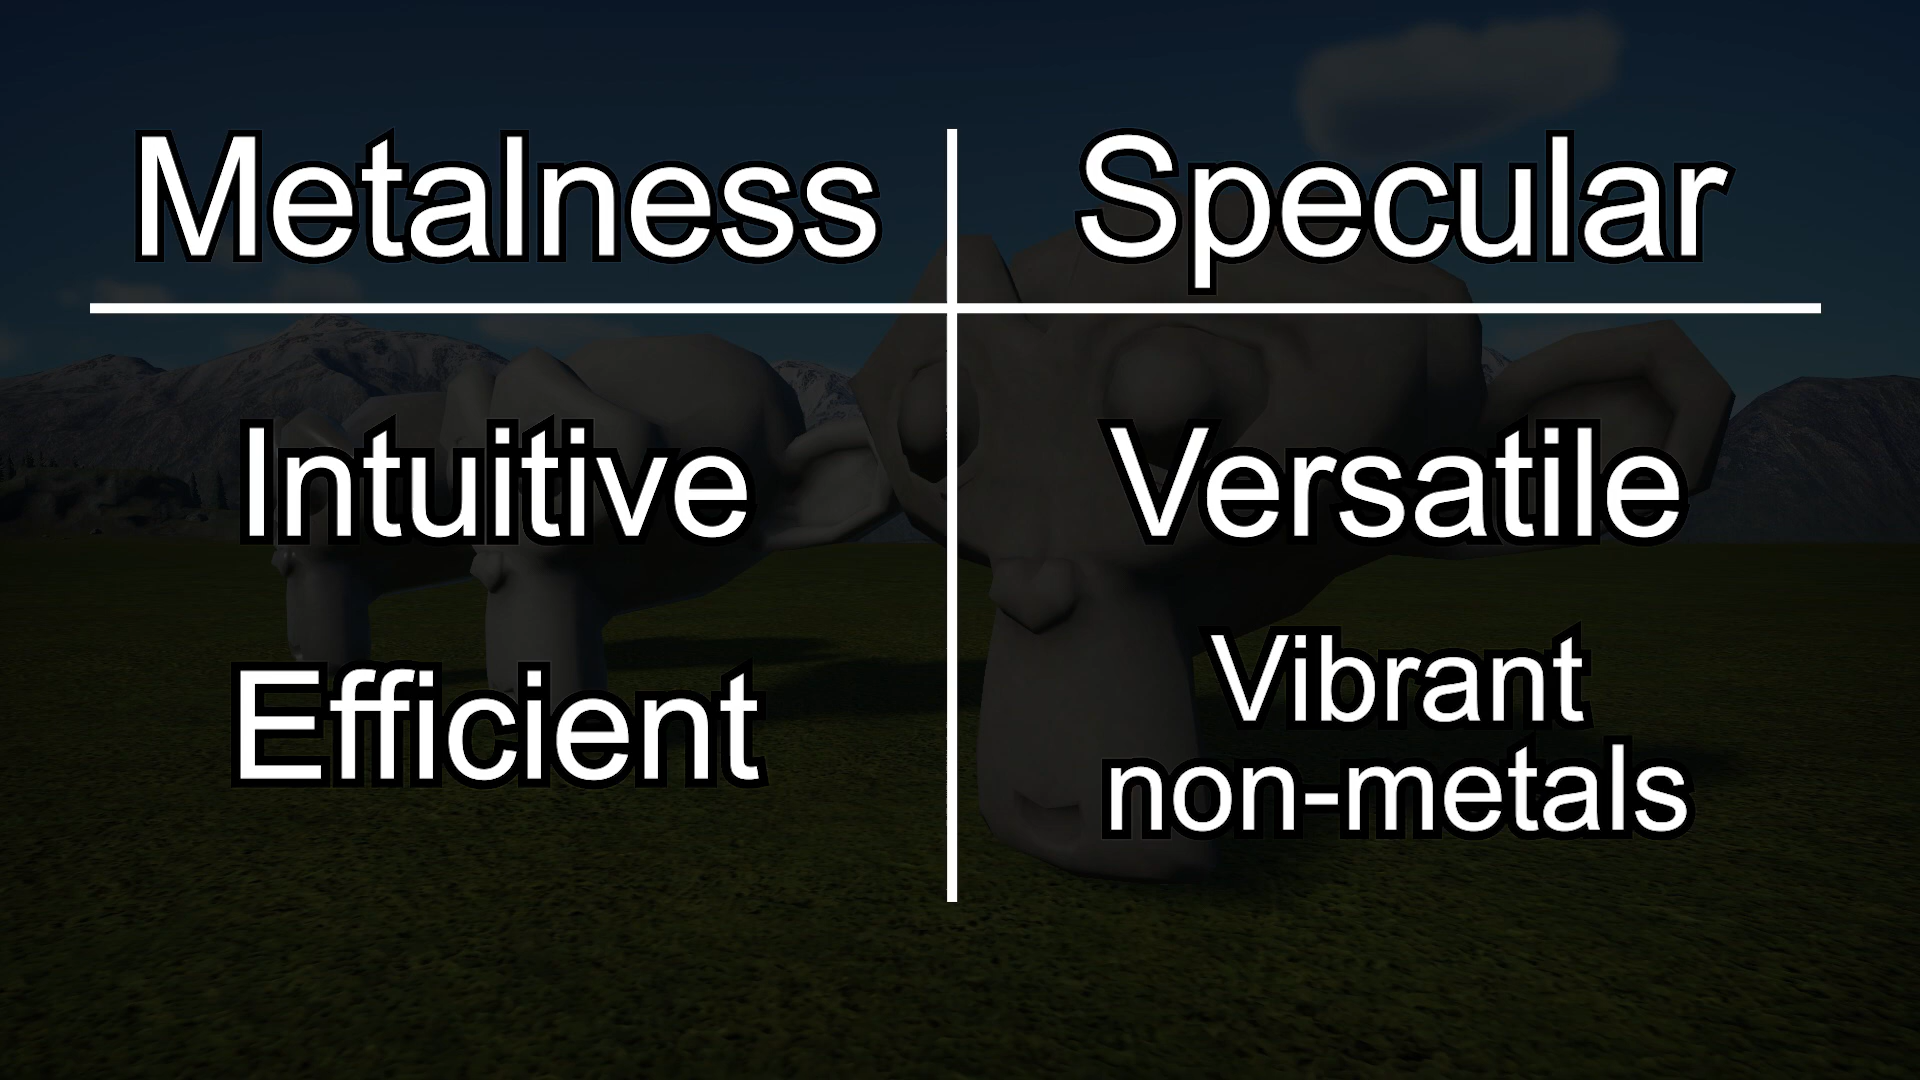 Metalness
Specular
Intuitive
Versatile
Efficient
Vibrant
non-metals